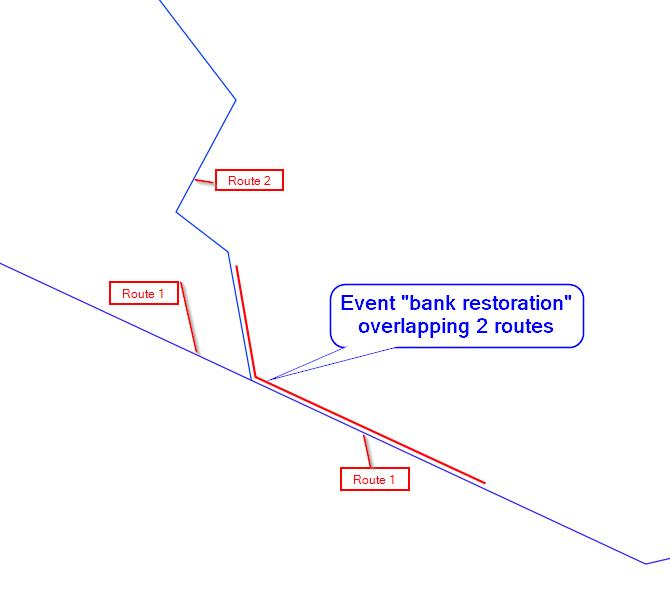 Route 2
Route 1
Event "bank restoration"
overlapping 2 routes
Route 1